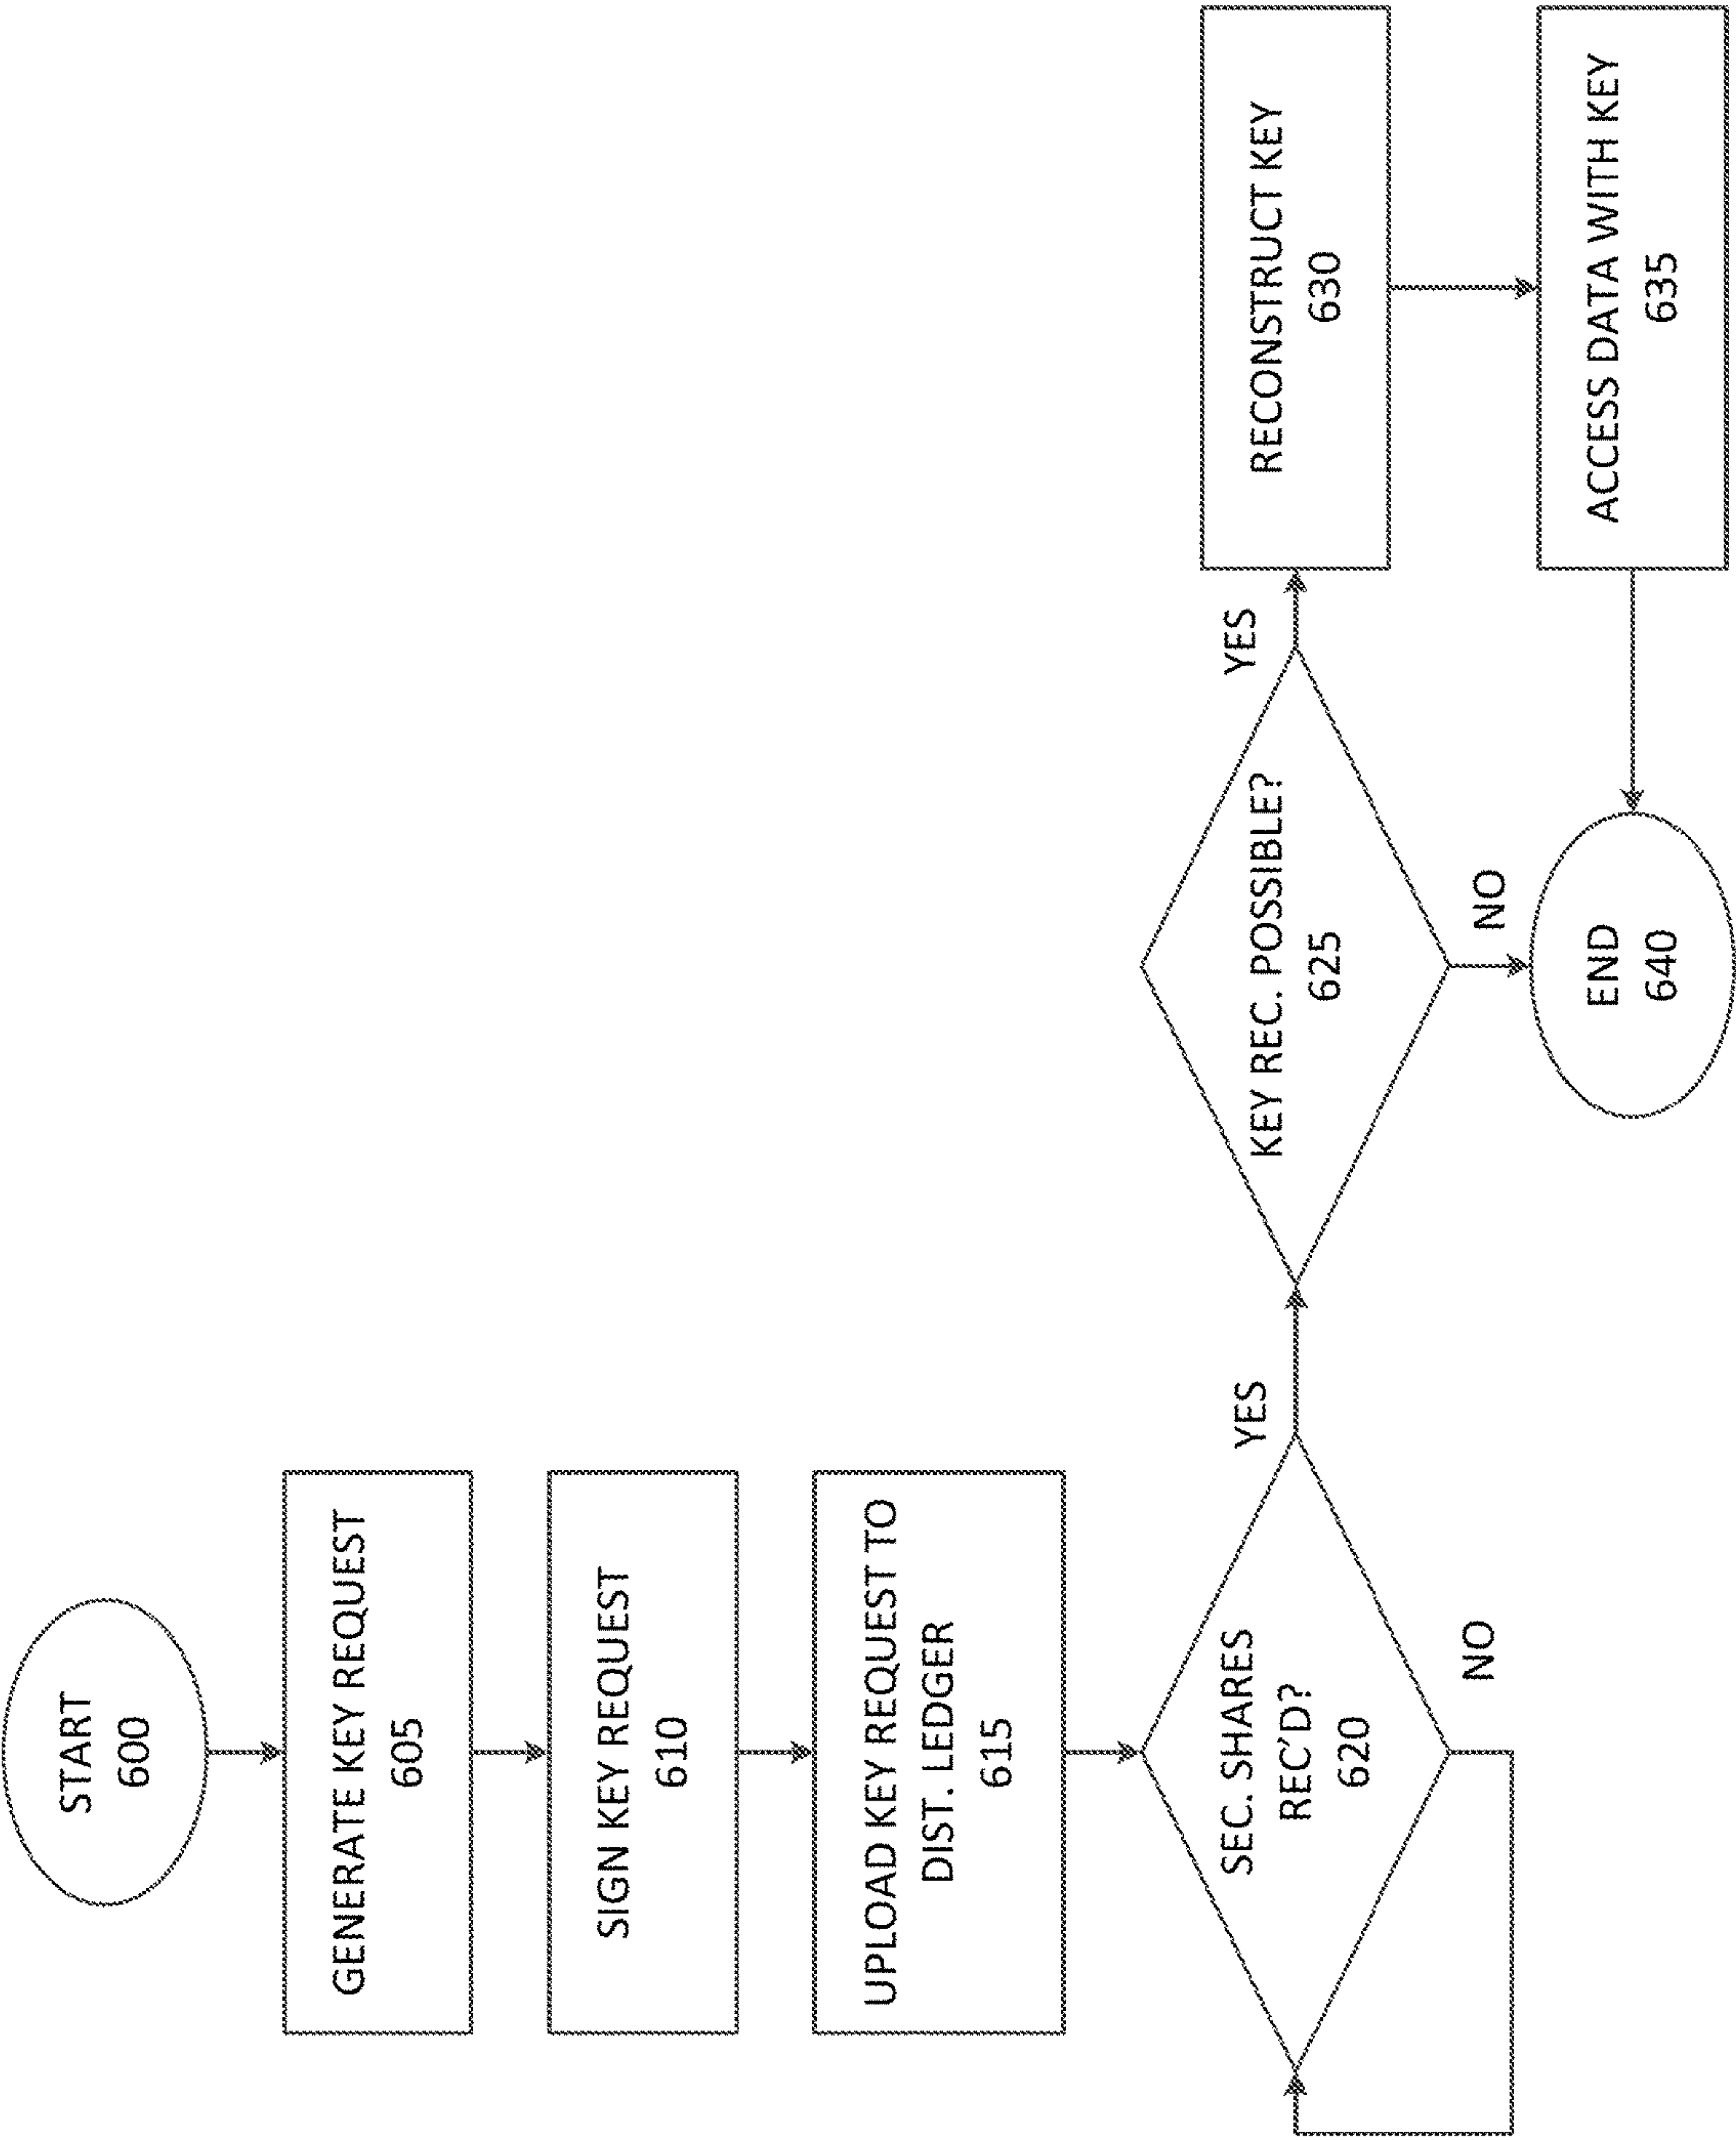 START
600
GENERATE KEY REQUEST
605
SIGN KEY REQUEST
610
UPLOAD KEY REQUEST TO
DIST. LEDGER
615
SEC. SHARES
REC'D?
620
NO
YES
KEY REC. POSSIBLE?
625
YES
NO
RECONSTRUCT KEY
630
ACCESS DATA WITH KEY
635
END
640